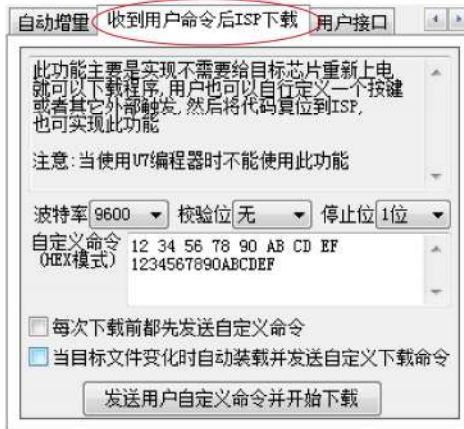 自动增量 收到用户命令后ISP下载 用户接口
此功能主要是实现不需要给目标芯片重新上电
就可以下载程序,用户也可以自行定义一个按键
或者其它外部触发,然后将代码复位到ISP,
也可实现此功能
注意:当使用U7编程器时不能使用此功能
波特率 9600 校验位 无 停止位 1位
自定义命令 12 34 56 78 90 AB CD EF
(HEX模式) 1234567890ABCDEF
每次下载前都先发送自定义命令
当目标文件变化时自动装载并发送自定义下载命令
发送用户自定义命令并开始下载